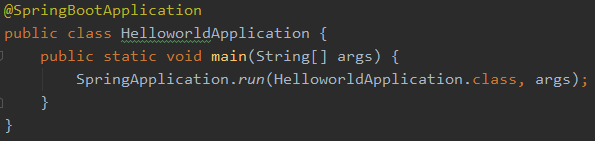 @SpringBootApplication
public class HelloworldApplication {
    public static void main(String[] args) {
        SpringApplication.run(HelloworldApplication.class, args);
    }
}